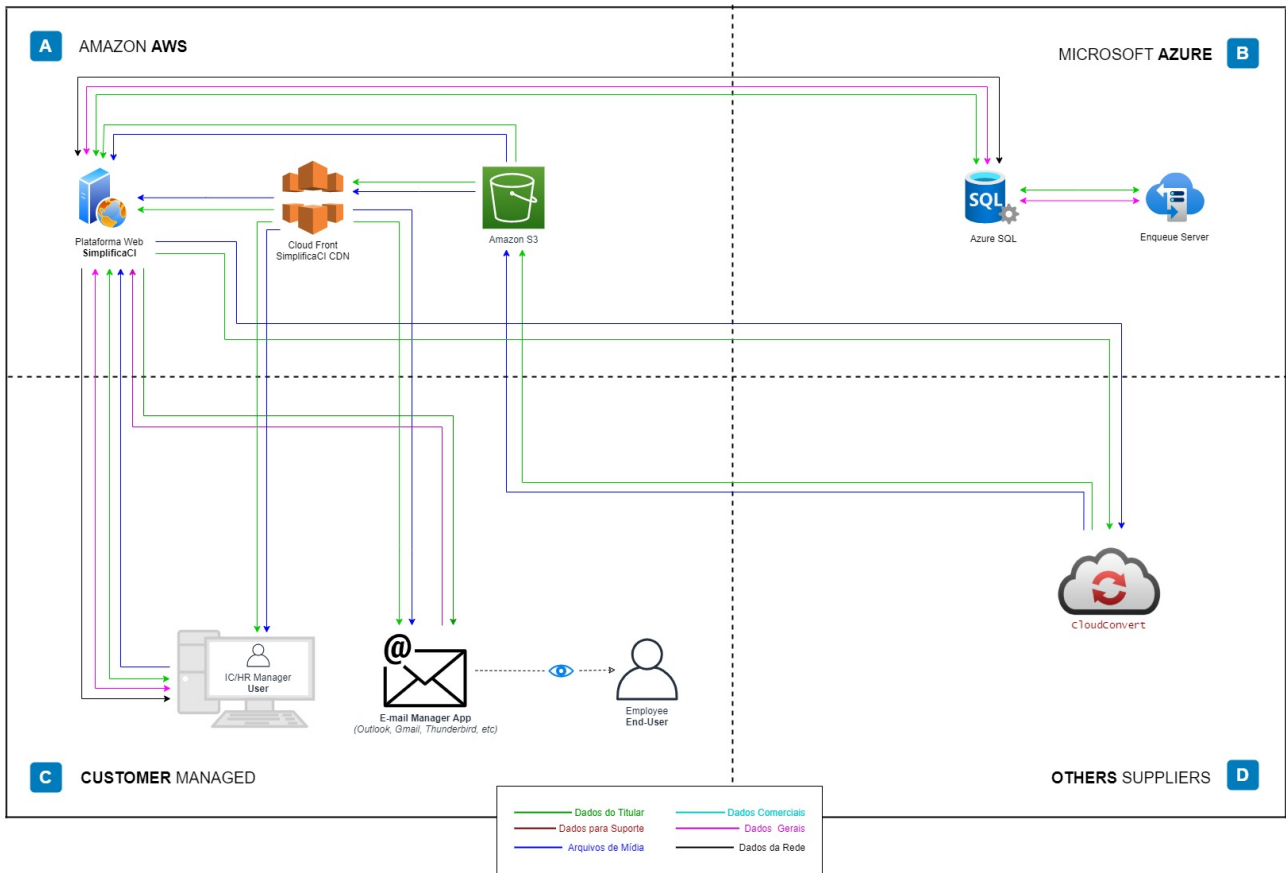 A
AMAZON AWS
MICROSOFT AZURE
B
Plataforma Web
SimplificaCI
Cloud Front
SimplificaCI CDN
Amazon S3
SQL
Azure SQL
Enqueue Server
IC/HR Manager
User
@
E-mail Manager App
(Outlook, Gmail, Thunderbird, etc)
Employee
End-User
CloudConvert
C
CUSTOMER MANAGED
OTHERS SUPPLIERS
D
Dados do Titular
Dados Comerciais
Dados para Suporte
Dados Gerais
Arquivos de Mídia
Dados da Rede